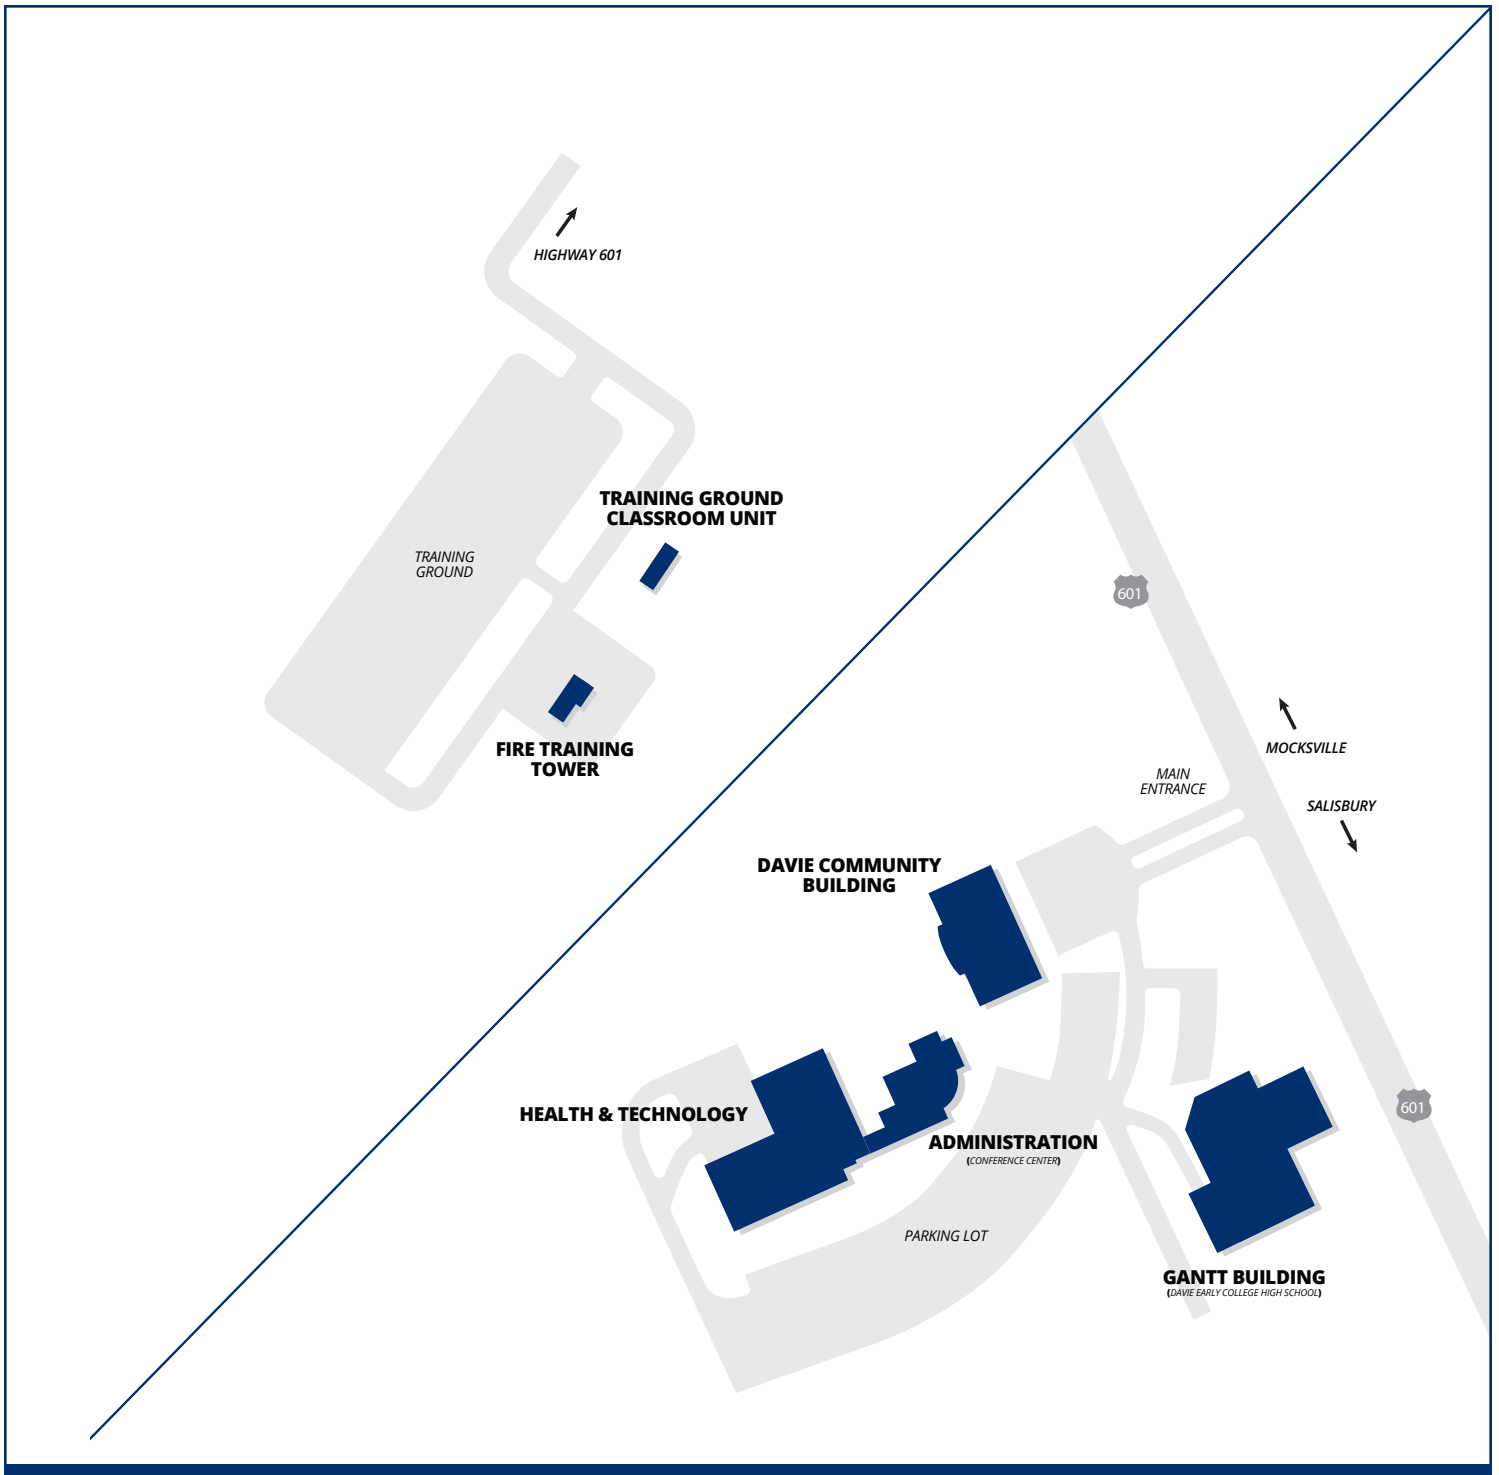 HIGHWAY 601
TRAINING GROUND
CLASSROOM UNIT
TRAINING
GROUND
FIRE TRAINING
TOWER
601
MOCKSVILLE
MAIN
ENTRANCE
SALISBURY
DAVIE COMMUNITY
BUILDING
HEALTH & TECHNOLOGY
601
ADMINISTRATION
(CONFERENCE CENTER)
PARKING LOT
GANTT BUILDING
(DAVIE EARLY COLLEGE HIGH SCHOOL)